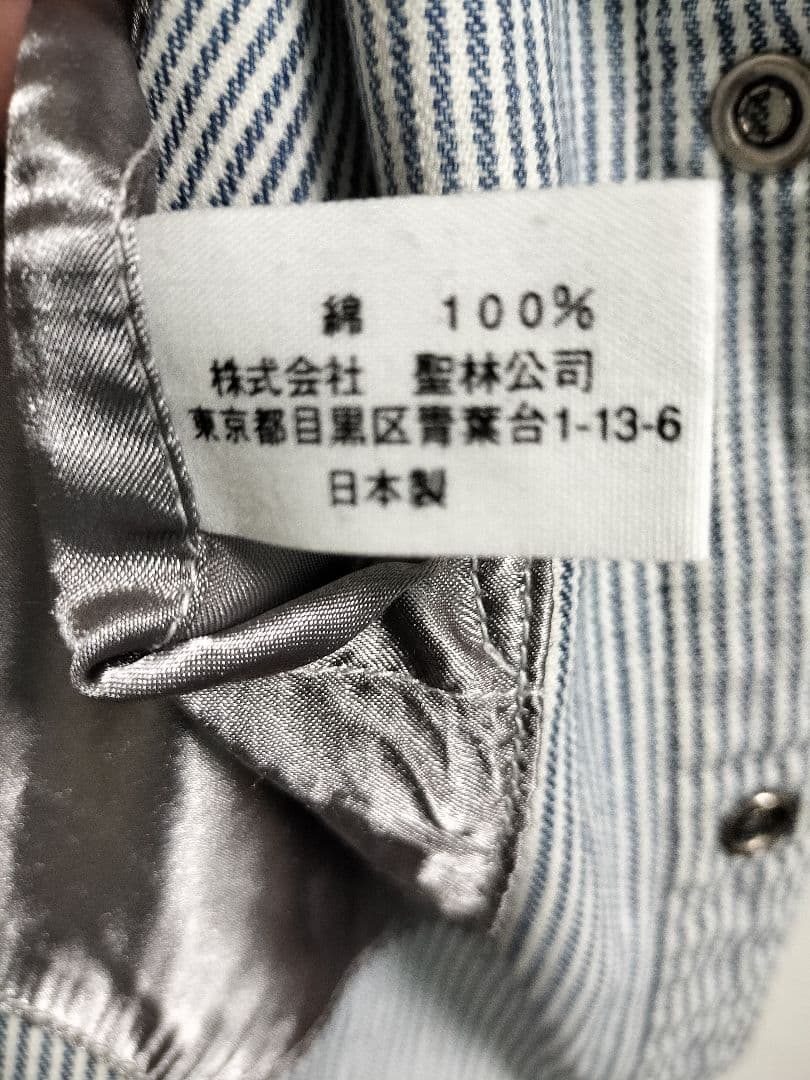 綿　100%
株式会社　聖林公司
東京都目黒区青葉台1-13-6
日本製